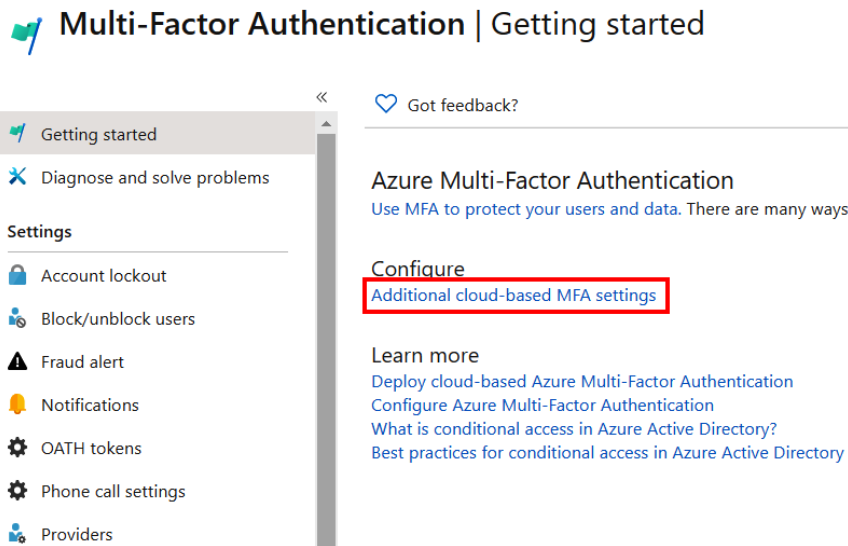 Multi-Factor Authentication | Getting started
«
Getting started
Diagnose and solve problems
Settings
Account lockout
Block/unblock users
Fraud alert
Notifications
OATH tokens
Phone call settings
Providers
Got feedback?
Azure Multi-Factor Authentication
Use MFA to protect your users and data. There are many ways
Configure
Additional cloud-based MFA settings
Learn more
Deploy cloud-based Azure Multi-Factor Authentication
Configure Azure Multi-Factor Authentication
What is conditional access in Azure Active Directory?
Best practices for conditional access in Azure Active Directory